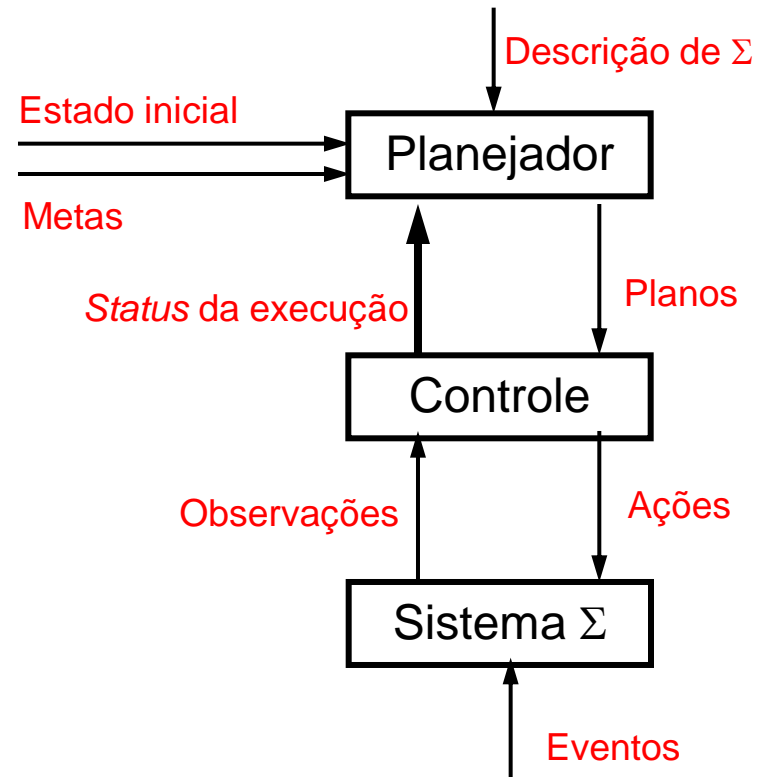 Descrição de Σ
Estado inicial
Planejador
Metas
Status da execução
Planos
Controle
Observações
Ações
Sistema Σ
Eventos